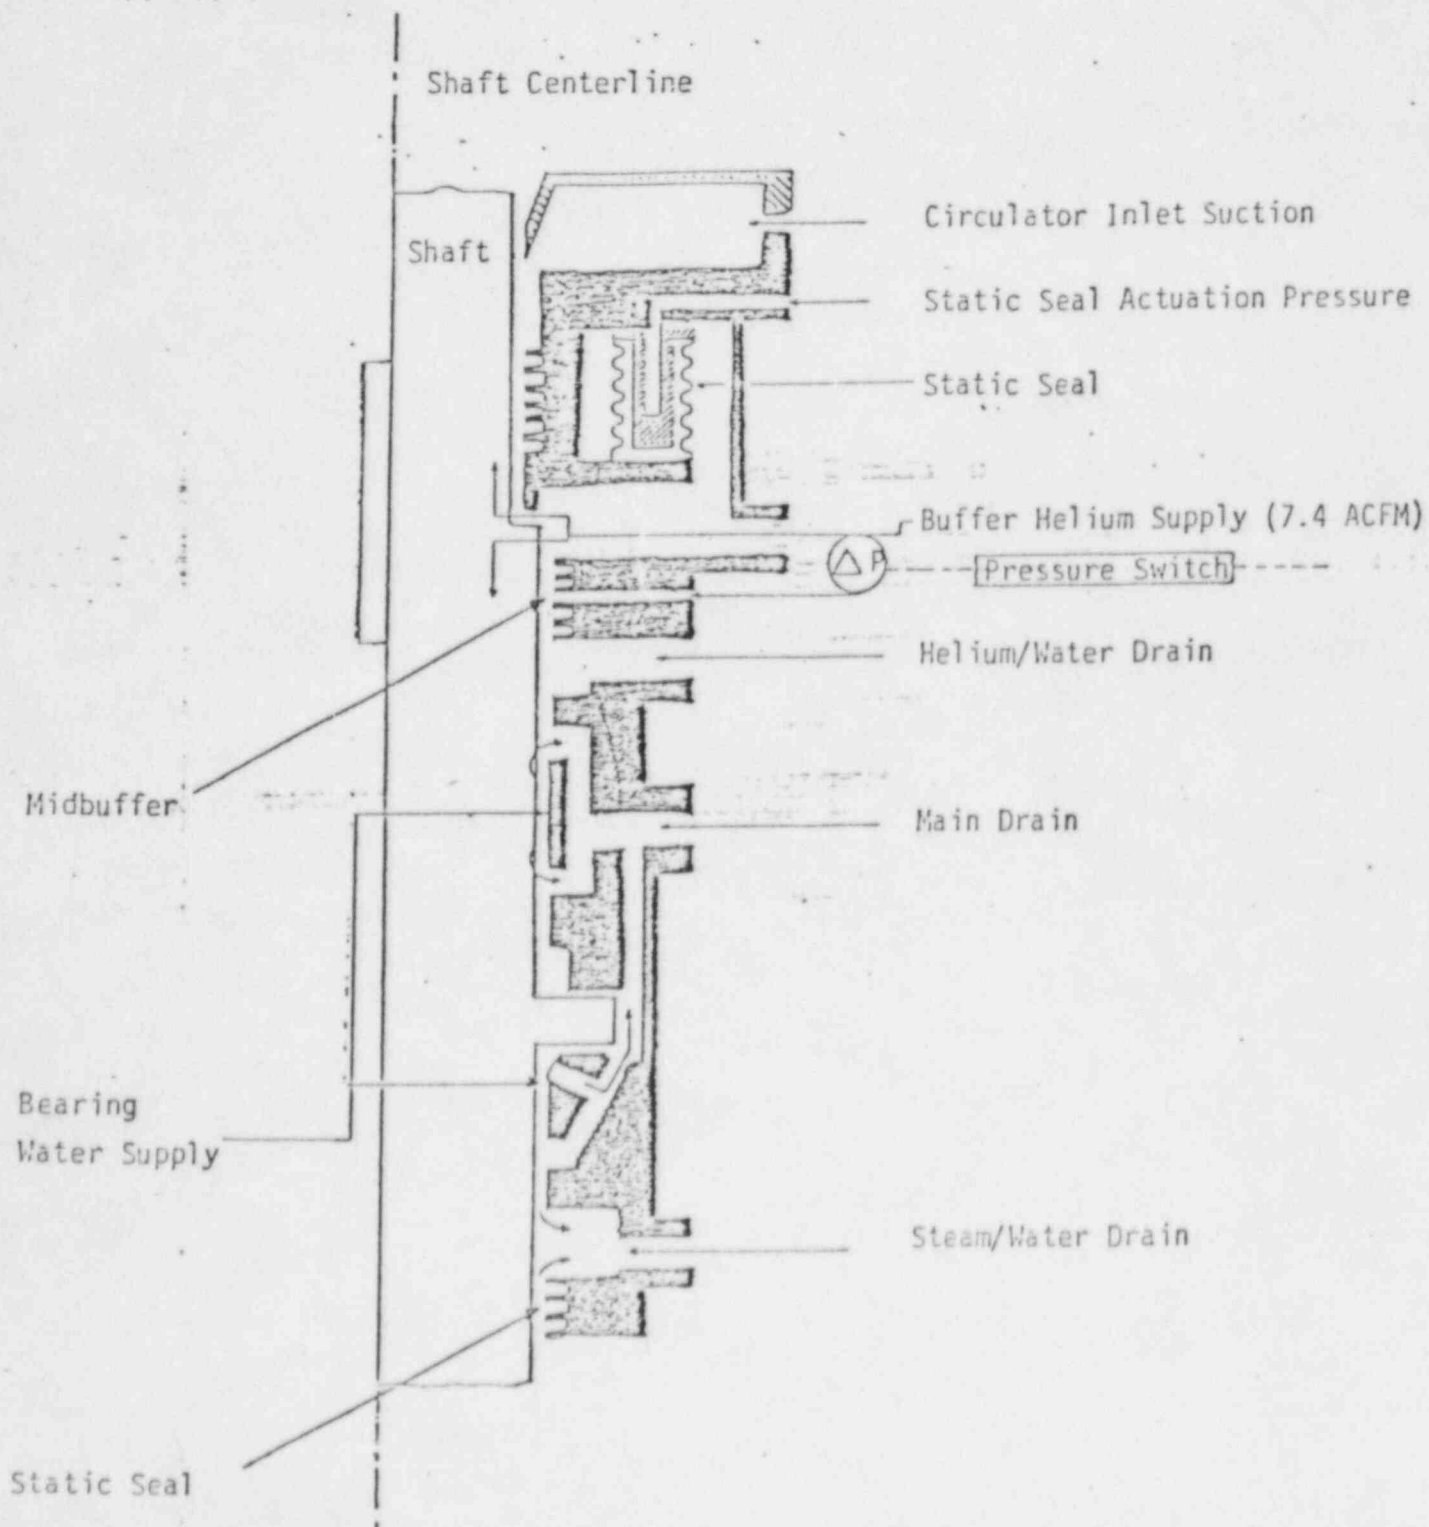 Shaft Centerline
Shaft
Circulator Inlet Suction
Static Seal Actuation Pressure
Static Seal
Buffer Helium Supply (7.4 ACFM)
Δ P
Pressure Switch
Helium/Water Drain
Midbuffer
Main Drain
Bearing
Water Supply
Steam/Water Drain
Static Seal